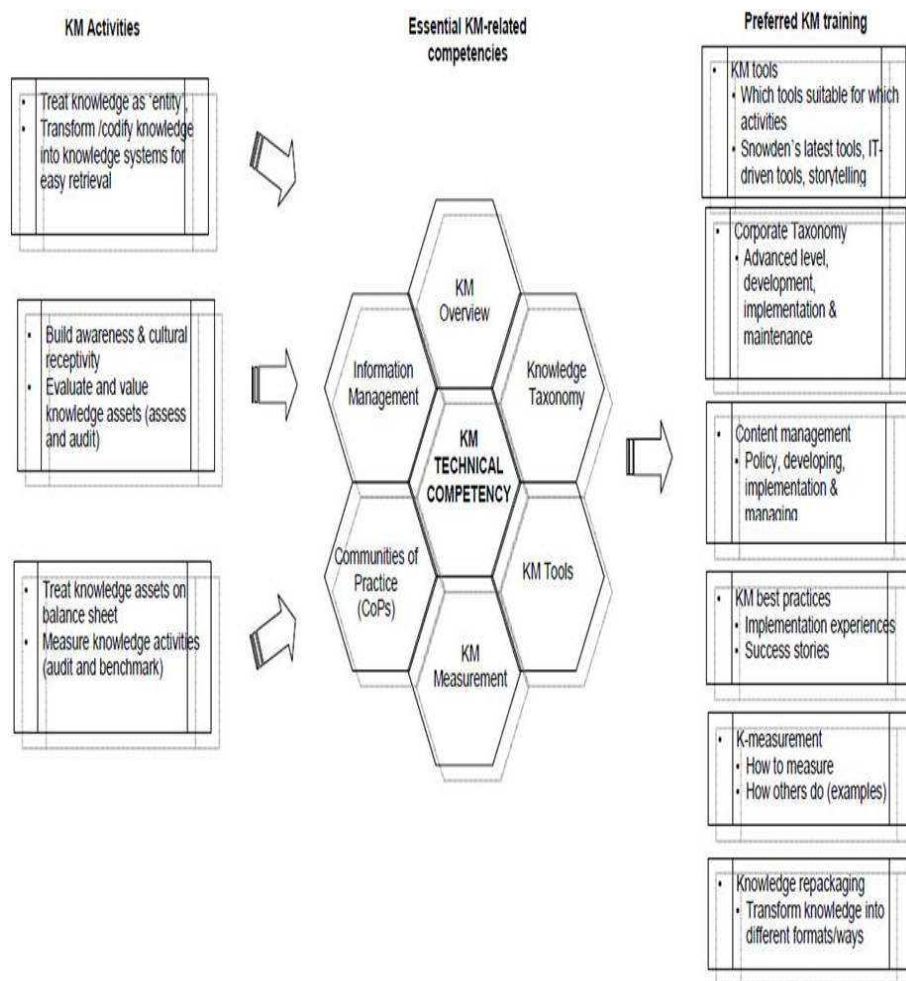 KM Activities
Essential KM-related
competencies
Preferred KM training
• Treat knowledge as `entity`,
• Transform /codify knowledge
into knowledge systems for
easy retrieval
• Build awareness & cultural
receptivity
• Evaluate and value
knowledge assets (assess
and audit)
• Treat knowledge assets on
balance sheet
• Measure knowledge activities
(audit and benchmark)
KM
Overview
Information
Management
Knowledge
Taxonomy
KM
TECHNICAL
COMPETENCY
Communities of
Practice
(CoPs)
KM Tools
KM
Measurement
• KM tools
• Which tools suitable for which
activities
• Snowden`s latest tools, IT-
driven tools, storytelling
• Corporate Taxonomy
• Advanced level,
development,
implementation &
maintenance
• Content management
• Policy, developing,
implementation &
managing
• KM best practices
• Implementation experiences
• Success stories
• K-measurement
• How to measure
• How others do (examples)
• Knowledge repackaging
• Transform knowledge into
different formats/ways